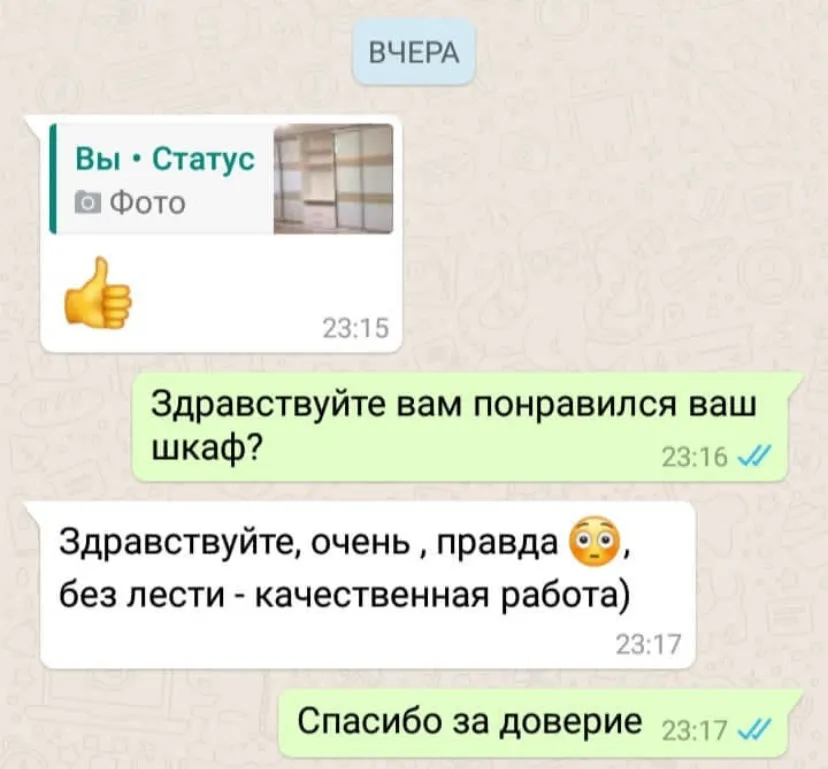 ВЧЕРА
Вы • Статус
Фото
👍
23:15
Здравствуйте вам понравился ваш
шкаф?
23:16
Здравствуйте, очень , правда 😳,
без лести - качественная работа)
23:17
Спасибо за доверие 23:17